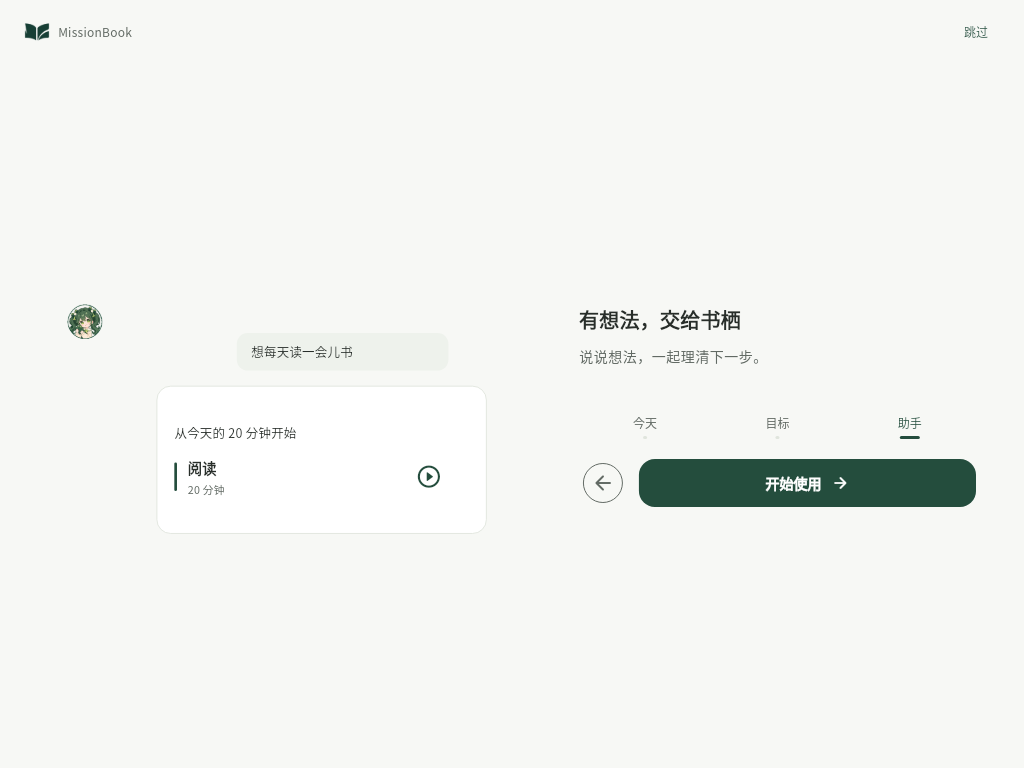 MissionBook
跳过
想每天读一会儿书
从今天的 20 分钟开始
阅读
20 分钟
有想法，交给书栖
说说想法，一起理清下一步。
今天
目标
助手
开始使用